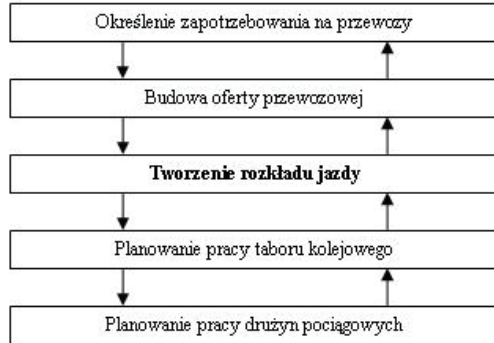 Określenie zapotrzebowania na przewozy
Budowa oferty przewozowej
Tworzenie rozkładu jazdy
Planowanie pracy taboru kolejowego
Planowanie pracy drużyn pociągowych